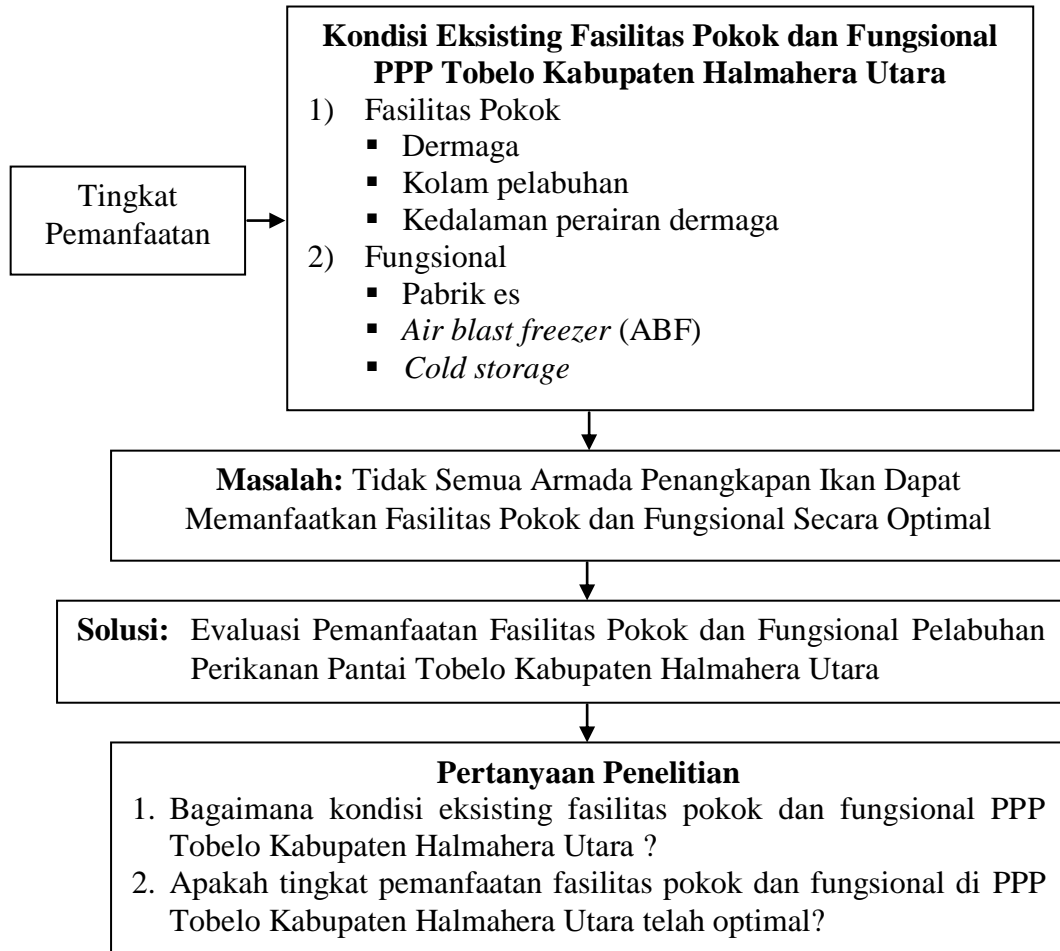 Kondisi Eksisting Fasilitas Pokok dan Fungsional
PPP Tobelo Kabupaten Halmahera Utara
1) Fasilitas Pokok
▪ Dermaga
▪ Kolam pelabuhan
▪ Kedalaman perairan dermaga
2) Fungsional
▪ Pabrik es
▪ Air blast freezer (ABF)
▪ Cold storage
Tingkat
Pemanfaatan
Masalah: Tidak Semua Armada Penangkapan Ikan Dapat
Memanfaatkan Fasilitas Pokok dan Fungsional Secara Optimal
Solusi: Evaluasi Pemanfaatan Fasilitas Pokok dan Fungsional Pelabuhan
Perikanan Pantai Tobelo Kabupaten Halmahera Utara
Pertanyaan Penelitian
1. Bagaimana kondisi eksisting fasilitas pokok dan fungsional PPP
Tobelo Kabupaten Halmahera Utara ?
2. Apakah tingkat pemanfaatan fasilitas pokok dan fungsional di PPP
Tobelo Kabupaten Halmahera Utara telah optimal?